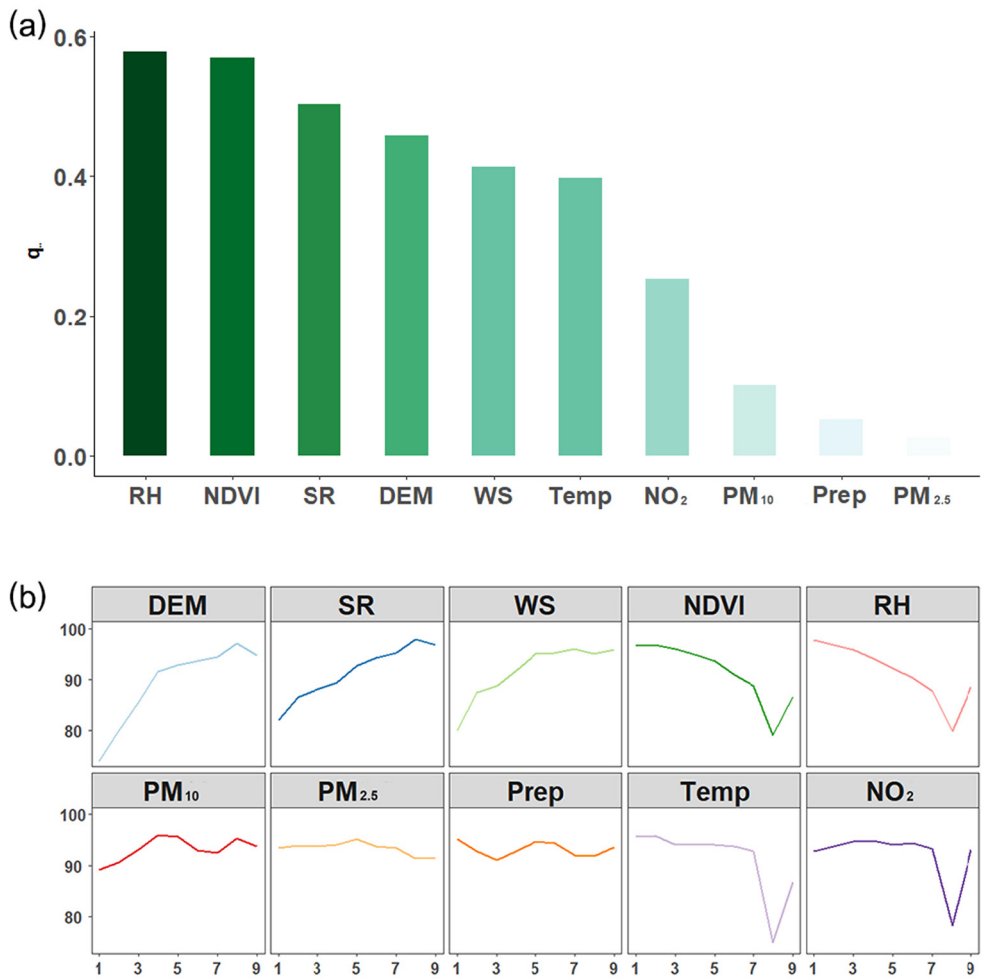 (a)
0.6
0.4
q..
0.2
0.0
RH NDVI SR DEM WS Temp NO₂ PM₁₀ Prep PM₂.₅
(b)
DEM SR WS NDVI RH
100
90
80
PM₁₀ PM₂.₅ Prep Temp NO₂
100
90
80
1 3 5 7 9 1 3 5 7 9 1 3 5 7 9 1 3 5 7 9 1 3 5 7 9